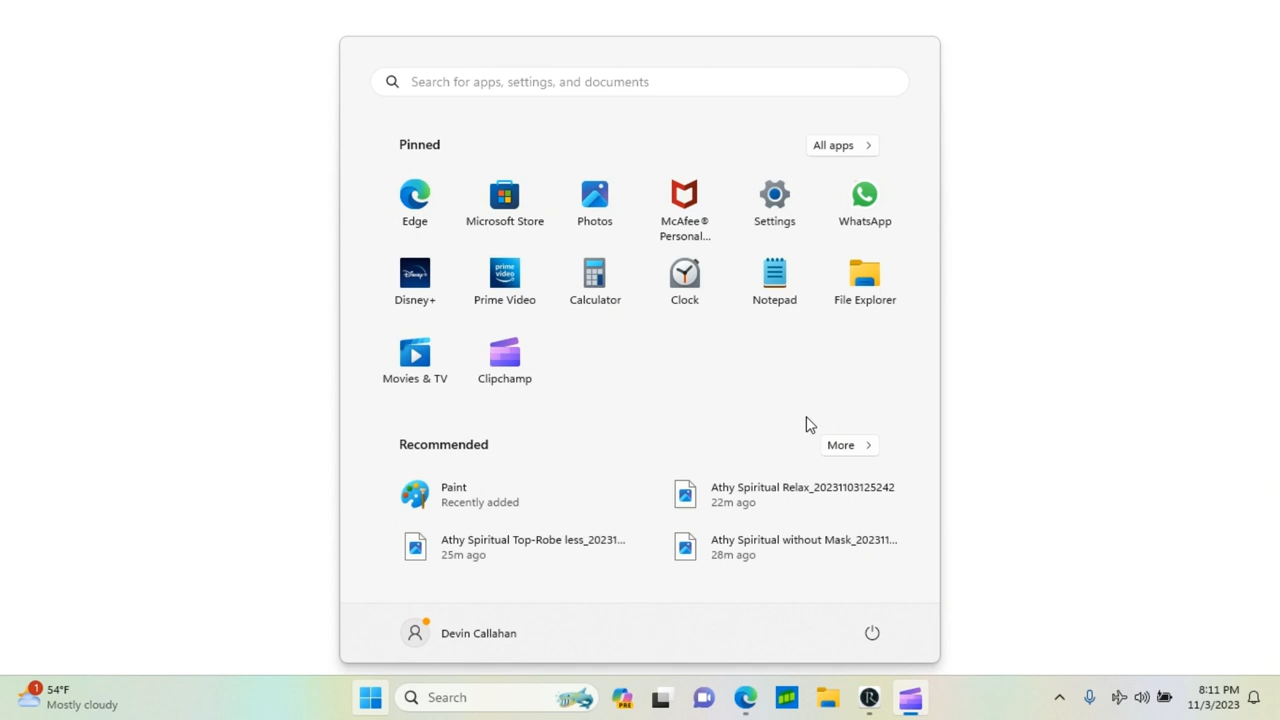 Search for apps, settings, and documents
Pinned
All apps
Edge
Microsoft Store
Photos
McAfee®
Personal...
Settings
WhatsApp
Disney+
Prime Video
Calculator
Clock
Notepad
File Explorer
Movies & TV
Clipchamp
Recommended
More
Paint
Recently added
Athy Spiritual Relax_20231103125242
22m ago
Athy Spiritual Top-Robe less_20231...
25m ago
Athy Spiritual without Mask_202311...
28m ago
Devin Callahan
1
54°F
Mostly cloudy
Search
PRE
8:11 PM
11/3/2023